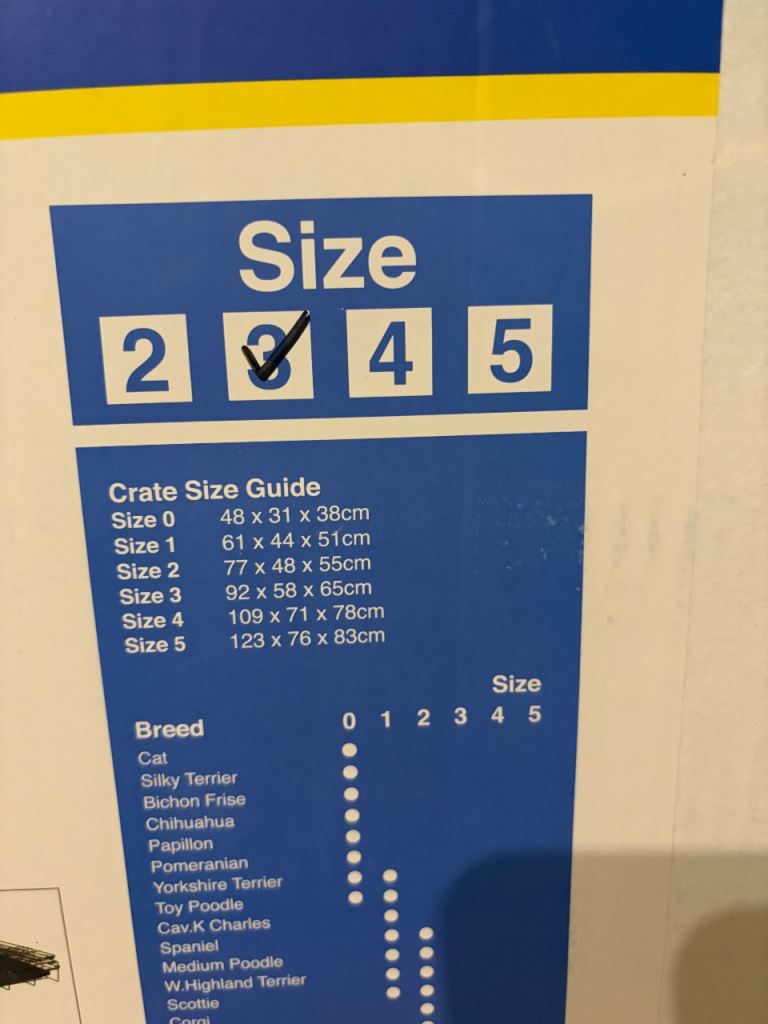 Size
2 3 4 5
Crate Size Guide
Size 0 48 x 31 x 38cm
Size 1 61 x 44 x 51cm
Size 2 77 x 48 x 55cm
Size 3 92 x 58 x 65cm
Size 4 109 x 71 x 78cm
Size 5 123 x 76 x 83cm
Size
Breed 0 1 2 3 4 5
Cat
Silky Terrier
Bichon Frise
Chihuahua
Papillon
Pomeranian
Yorkshire Terrier
Toy Poodle
Cav.K Charles
Spaniel
Medium Poodle
W.Highland Terrier
Scottie
Corgi